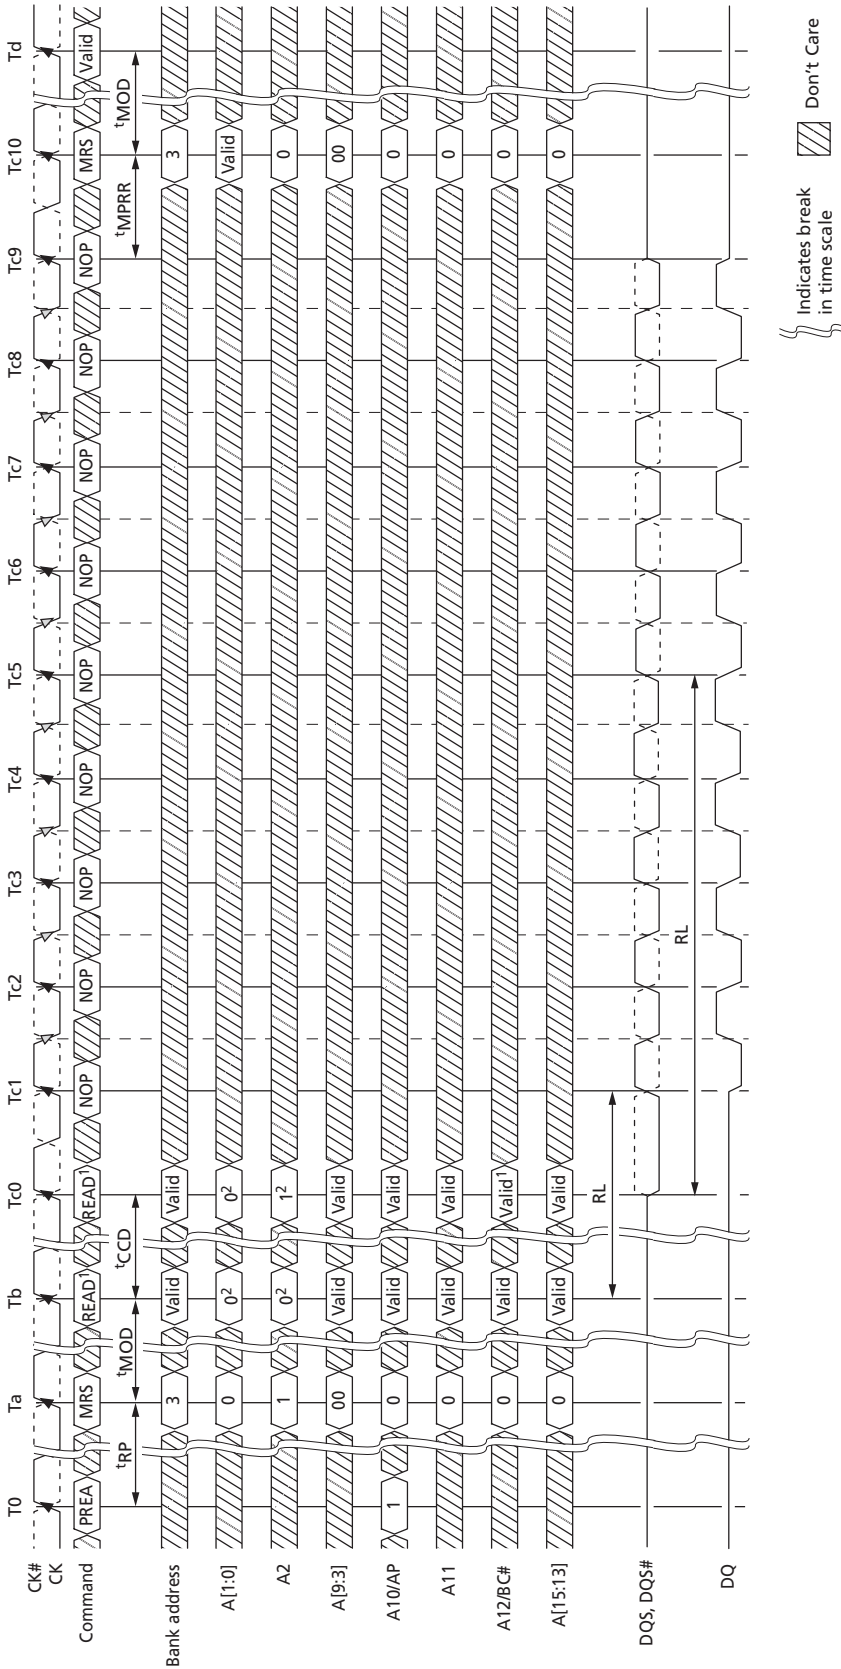 T0 Ta Tb Tc0 Tc1 Tc2 Tc3 Tc4 Tc5 Tc6 Tc7 Tc8 Tc9 Tc10 Td
CK#
CK
Command PREA MRS READ1 READ1 NOP NOP NOP NOP NOP NOP NOP NOP NOP MRS Valid
tRP tMOD tCCD tMPRR tMOD
Bank address 3 Valid Valid 3
A[1:0] 0 02 02 Valid
A2 1 02 12 0
A[9:3] 00 Valid Valid 00
A10/AP 1 0 Valid Valid 0
A11 0 Valid Valid 0
A12/BC# 0 Valid Valid1 0
A[15:13] 0 Valid Valid 0
RL
DQS, DQS#
RL
DQ
Indicates break
in time scale
Don't Care